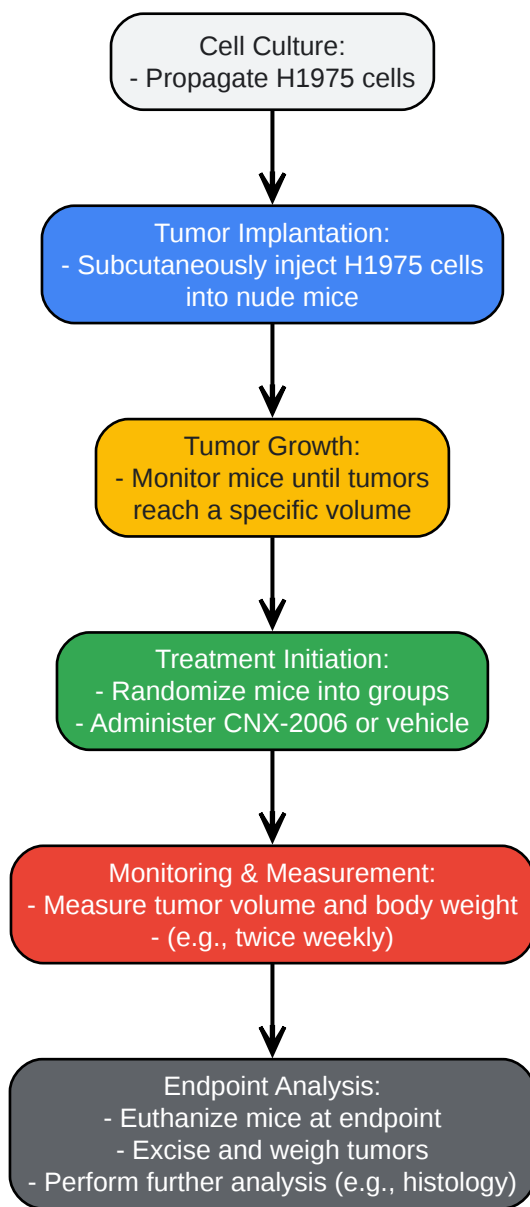 Cell Culture:
- Propagate H1975 cells
Tumor Implantation:
- Subcutaneously inject H1975 cells
into nude mice
Tumor Growth:
- Monitor mice until tumors
reach a specific volume
Treatment Initiation:
- Randomize mice into groups
- Administer CNX-2006 or vehicle
Monitoring & Measurement:
- Measure tumor volume and body weight
- (e.g., twice weekly)
Endpoint Analysis:
- Euthanize mice at endpoint
- Excise and weigh tumors
- Perform further analysis (e.g., histology)